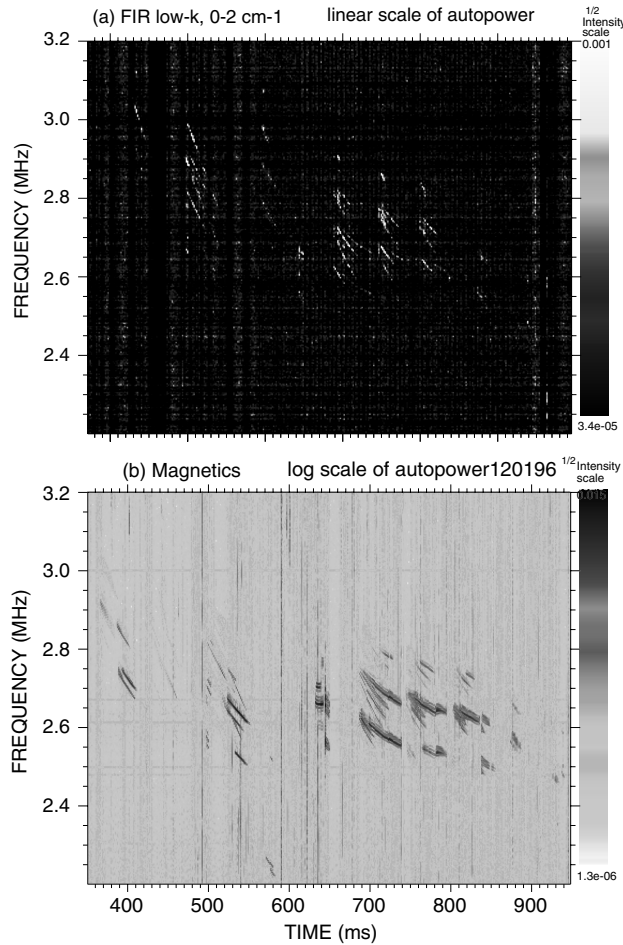 (a) FIR low-k, 0-2 cm-1 linear scale of autopower
1/2
Intensity
scale
0.001
3.2
3.0
2.8
2.6
2.4
FREQUENCY (MHz)
3.4e-05
(b) Magnetics log scale of autopower120196
1/2 Intensity
scale
0.015
3.2
3.0
2.8
2.6
2.4
FREQUENCY (MHz)
1.3e-06
400 500 600 700 800 900
TIME (ms)